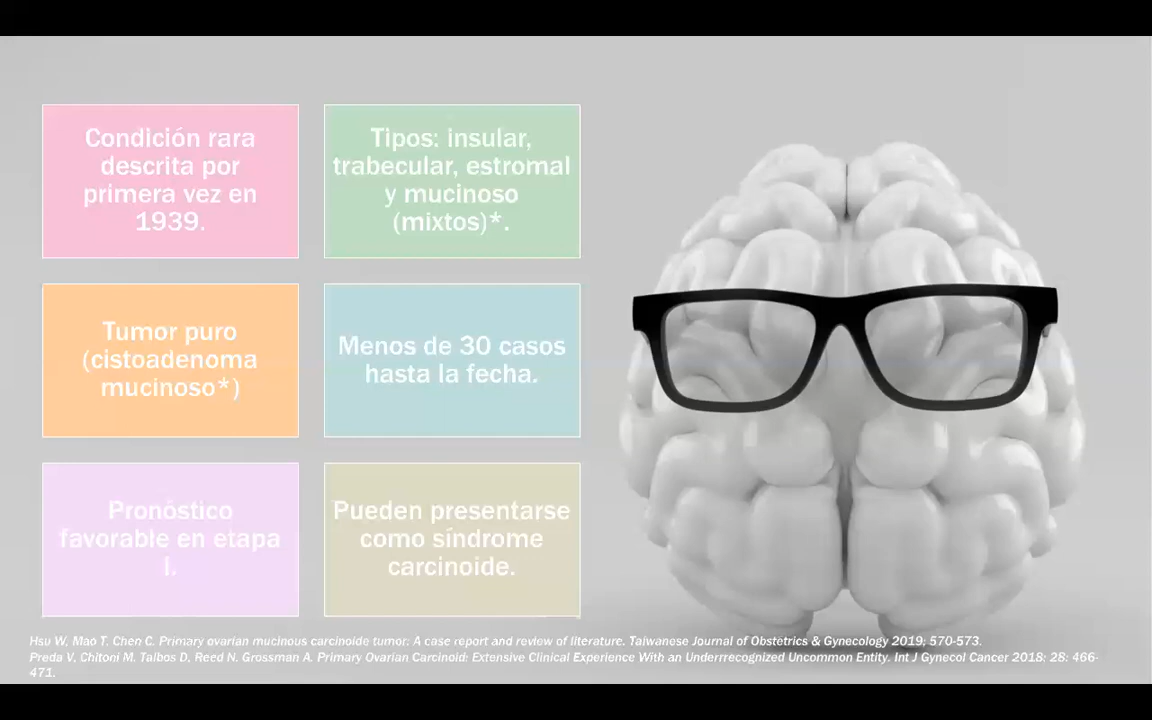 Condición rara
descrita por
primera vez en
1939.
Tipos: insular,
trabecular, estromal
y mucinoso
(mixtos)*.
Tumor puro
(cistoadenoma
mucinoso*)
Menos de 30 casos
hasta la fecha.
Pronóstico
favorable en etapa
I.
Pueden presentarse
como síndrome
carcinoide.
Hsu W, Mao T. Chen C. Primary ovarian mucinous carcinoide tumor: A case report and review of literature. Taiwanese Journal of Obstetrics & Gynecology 2019; 570-573.
Preda V, Chitoni M. Talbos D, Reed N. Grossman A. Primary Ovarian Carcinoid: Extensive Clinical Experience With an Underrrecognized Uncommon Entity. Int J Gynecol Cancer 2018: 28: 466-
471.